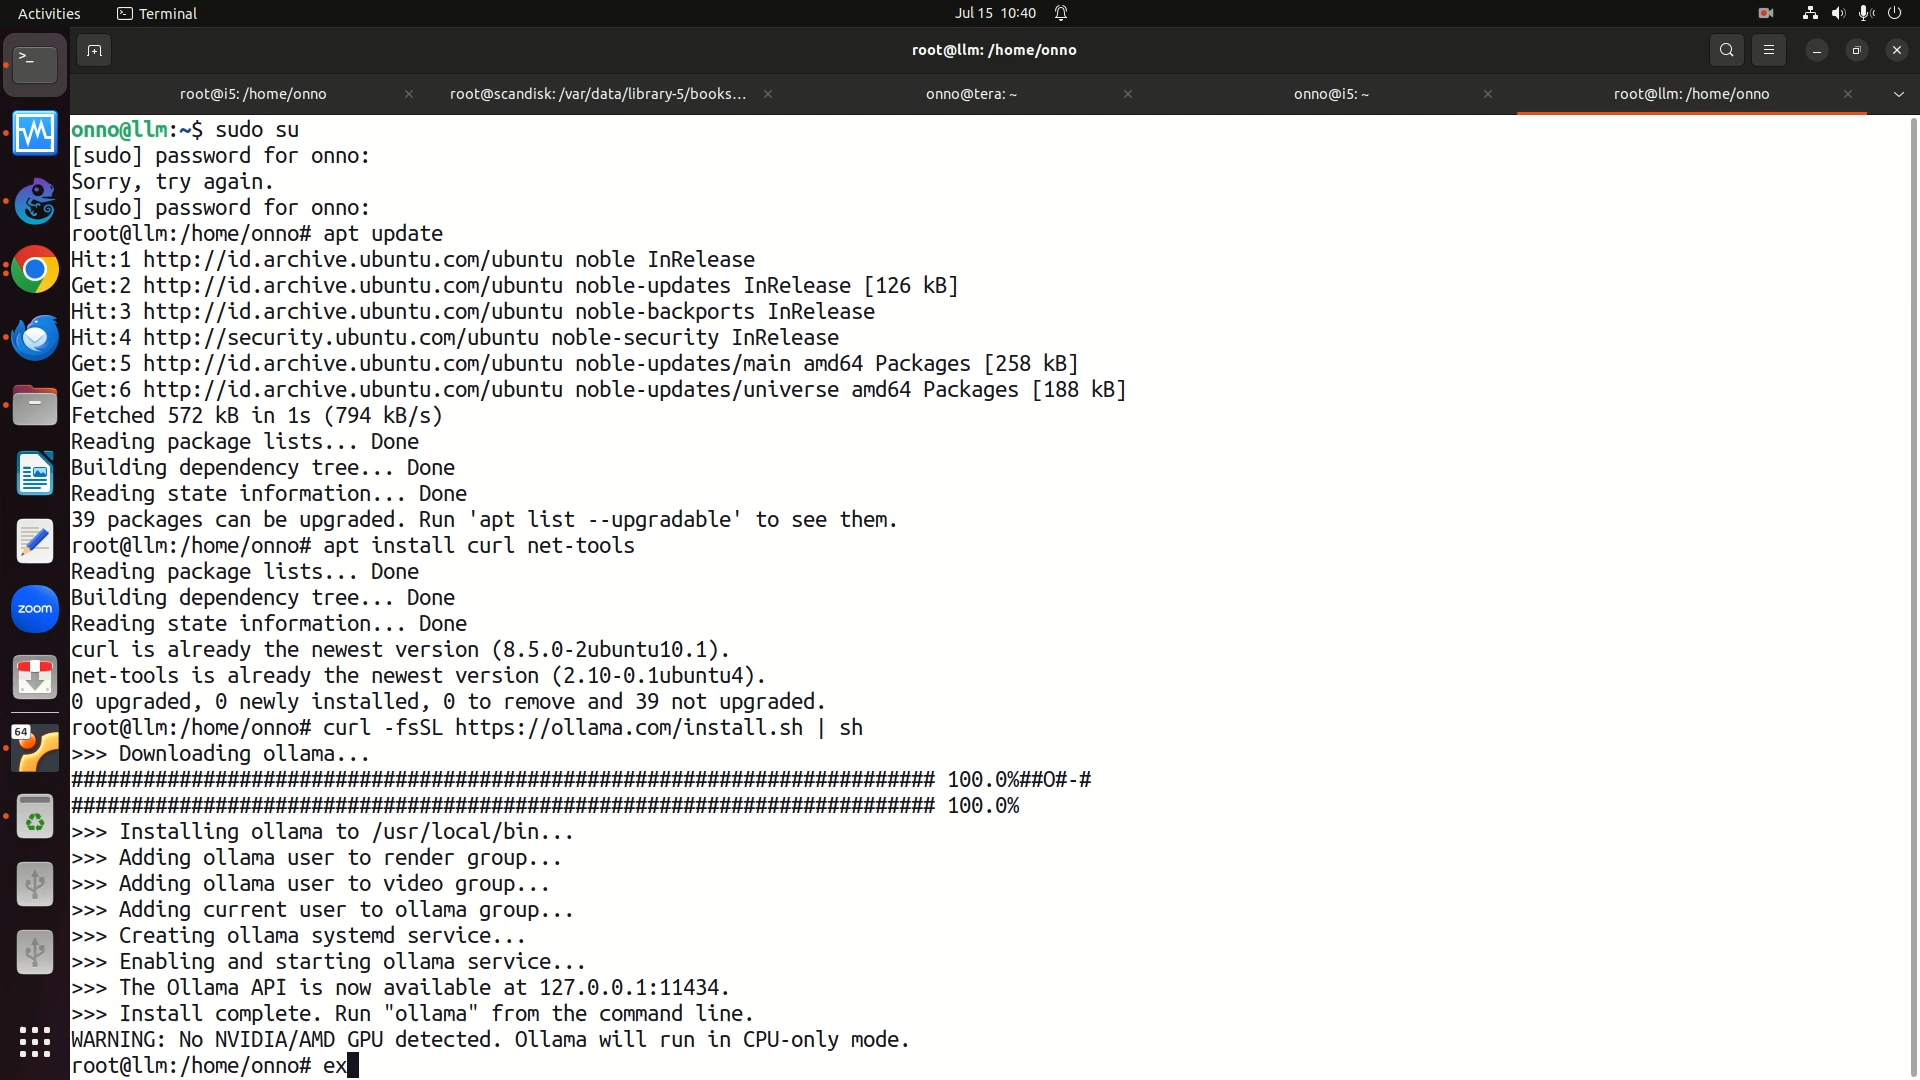 Activities
Terminal
Jul 15 10:40
root@llm: /home/onno
root@i5: /home/onno
root@scandisk: /var/data/library-5/books...
onno@tera: ~
onno@i5: ~
root@llm: /home/onno
onno@llm:~$ sudo su
[sudo] password for onno:
Sorry, try again.
[sudo] password for onno:
root@llm:/home/onno# apt update
Hit:1 http://id.archive.ubuntu.com/ubuntu noble InRelease
Get:2 http://id.archive.ubuntu.com/ubuntu noble-updates InRelease [126 kB]
Hit:3 http://id.archive.ubuntu.com/ubuntu noble-backports InRelease
Hit:4 http://security.ubuntu.com/ubuntu noble-security InRelease
Get:5 http://id.archive.ubuntu.com/ubuntu noble-updates/main amd64 Packages [258 kB]
Get:6 http://id.archive.ubuntu.com/ubuntu noble-updates/universe amd64 Packages [188 kB]
Fetched 572 kB in 1s (794 kB/s)
Reading package lists... Done
Building dependency tree... Done
Reading state information... Done
39 packages can be upgraded. Run 'apt list --upgradable' to see them.
root@llm:/home/onno# apt install curl net-tools
Reading package lists... Done
Building dependency tree... Done
Reading state information... Done
curl is already the newest version (8.5.0-2ubuntu10.1).
net-tools is already the newest version (2.10-0.1ubuntu4).
0 upgraded, 0 newly installed, 0 to remove and 39 not upgraded.
root@llm:/home/onno# curl -fsSL https://ollama.com/install.sh | sh
>>> Downloading ollama...
######################################################################## 100.0%##O#-#
######################################################################## 100.0%
>>> Installing ollama to /usr/local/bin...
>>> Adding ollama user to render group...
>>> Adding ollama user to video group...
>>> Adding current user to ollama group...
>>> Creating ollama systemd service...
>>> Enabling and starting ollama service...
>>> The Ollama API is now available at 127.0.0.1:11434.
>>> Install complete. Run "ollama" from the command line.
WARNING: No NVIDIA/AMD GPU detected. Ollama will run in CPU-only mode.
root@llm:/home/onno# ex
zoom
64